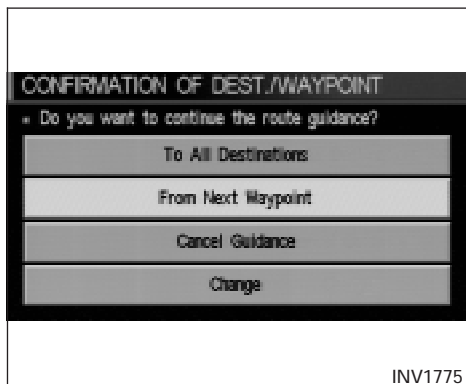 CONFIRMATION OF DEST./WAYPOINT
• Do you want to continue the route guidance?
To All Destinations
From Next Waypoint
Cancel Guidance
Change
INV1775